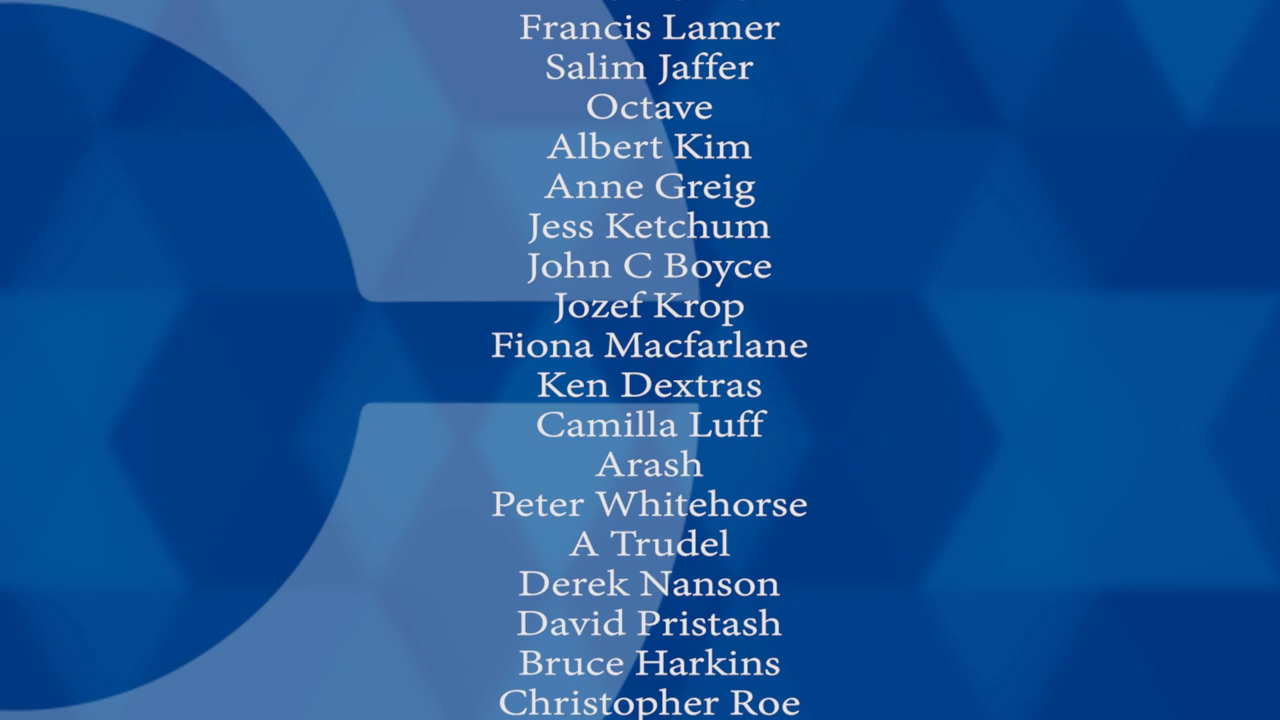 Francis Lamer
Salim Jaffer
Octave
Albert Kim
Anne Greig
Jess Ketchum
John C Boyce
Jozef Krop
Fiona Macfarlane
Ken Dextras
Camilla Luff
Arash
Peter Whitehorse
A Trudel
Derek Nanson
David Pristash
Bruce Harkins
Christopher Roe